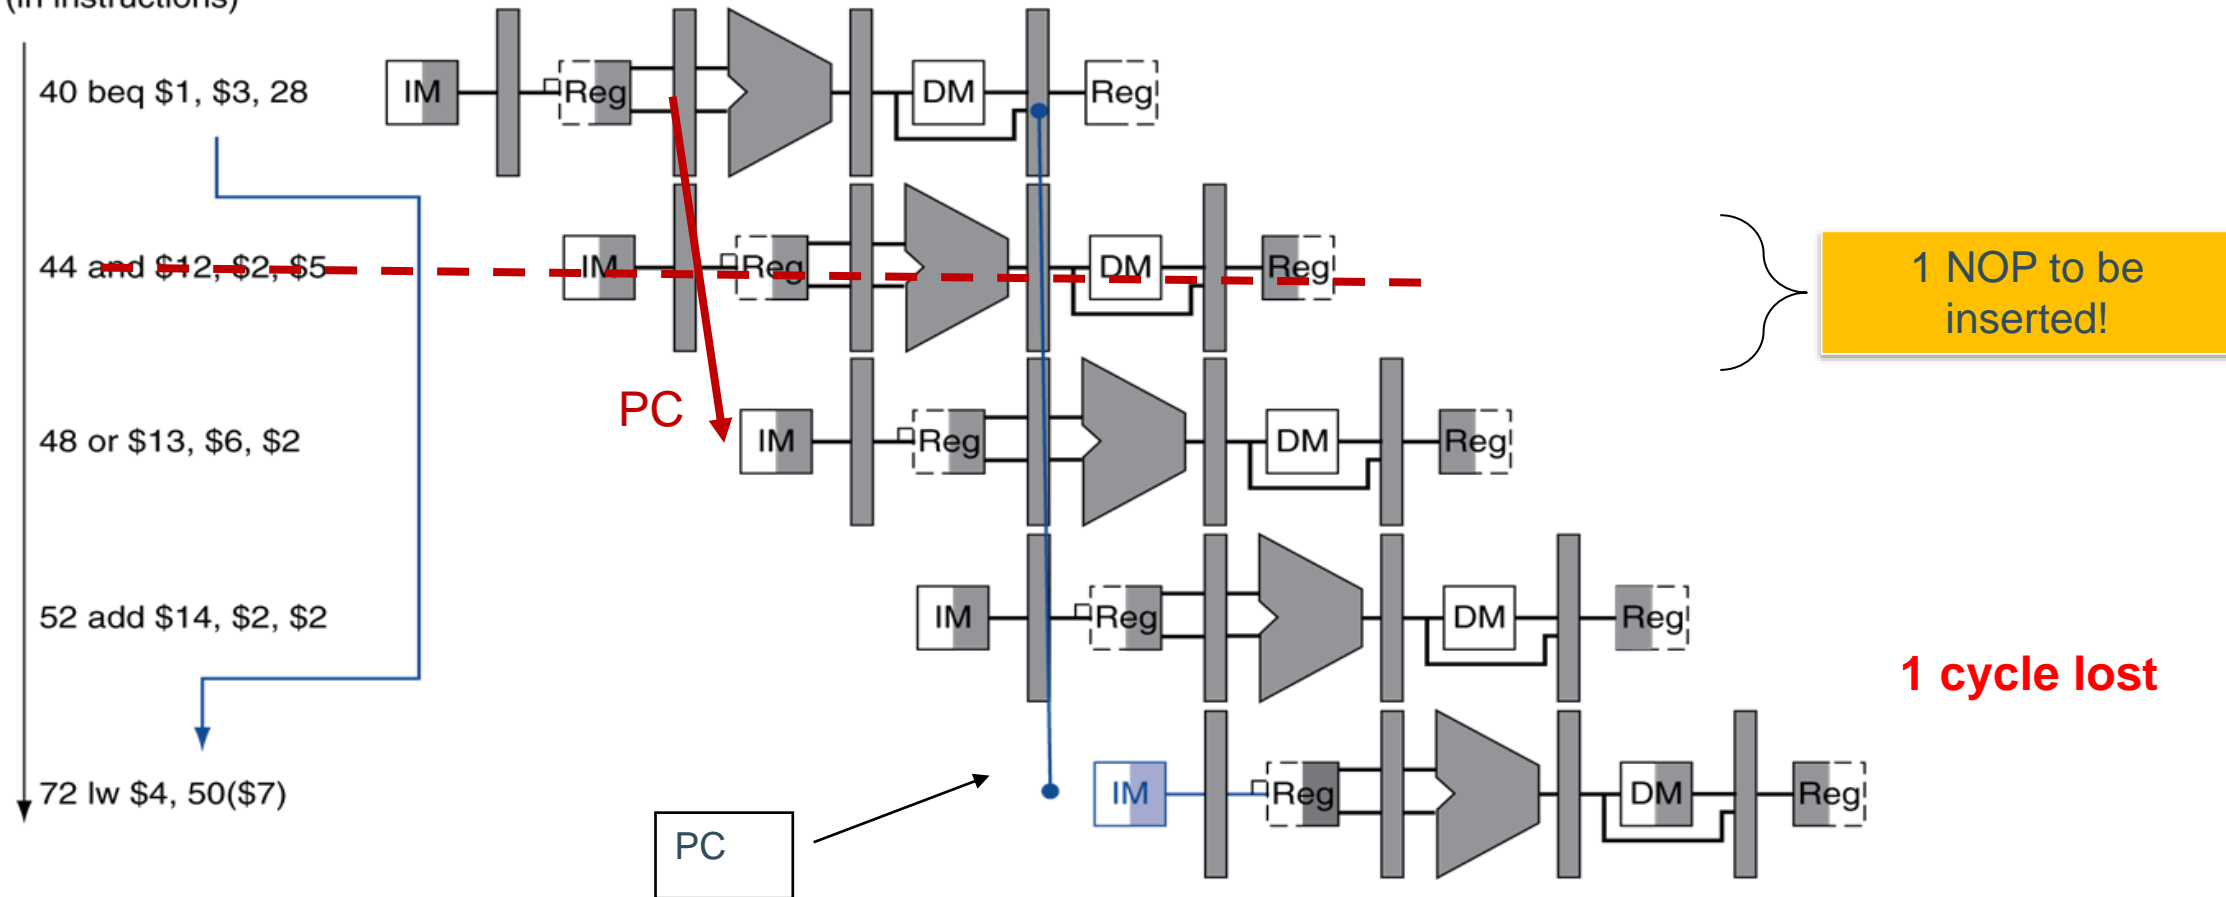 (in instructions)
40 beq $1, $3, 28
IM
Reg
DM
Reg
44 and $12, $2, $5
IM
Reg
DM
Reg
1 NOP to be
inserted!
PC
48 or $13, $6, $2
IM
Reg
DM
Reg
52 add $14, $2, $2
IM
Reg
DM
Reg
1 cycle lost
72 lw $4, 50($7)
IM
Reg
DM
Reg
PC